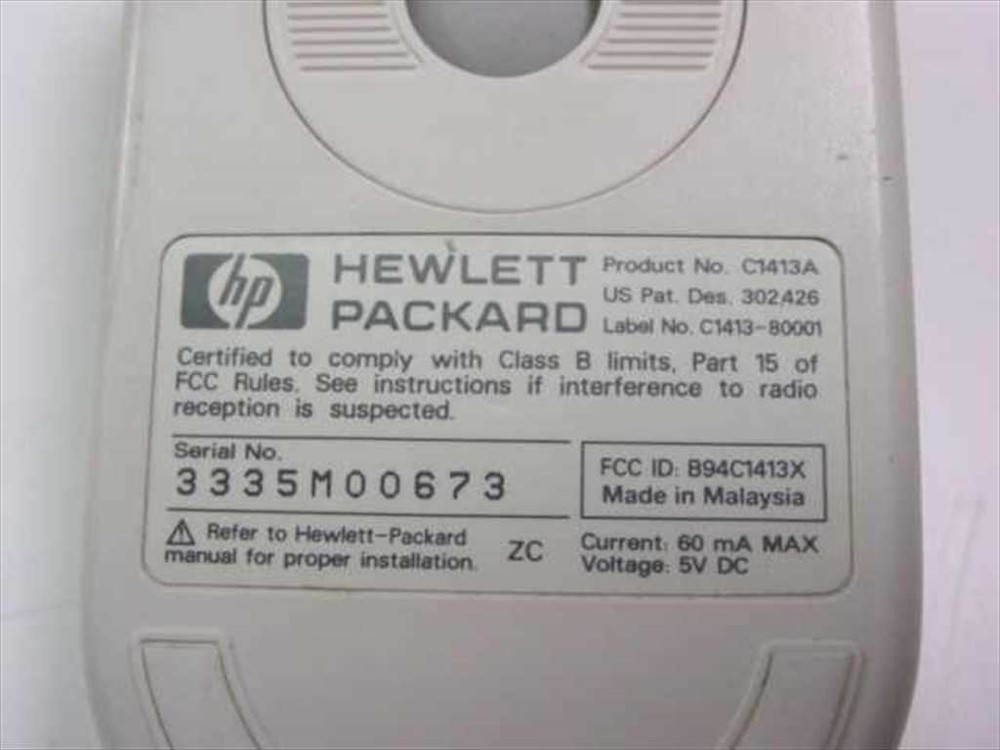 hp HEWLETT PACKARD
Product No. C1413A
US Pat. Des. 302,426
Label No. C1413-80001
Certified to comply with Class B limits, Part 15 of
FCC Rules. See instructions if interference to radio
reception is suspected.
Serial No.
3335M00673
FCC ID: B94C1413X
Made in Malaysia
Refer to Hewlett-Packard
manual for proper installation.
ZC
Current: 60 mA MAX
Voltage: 5V DC